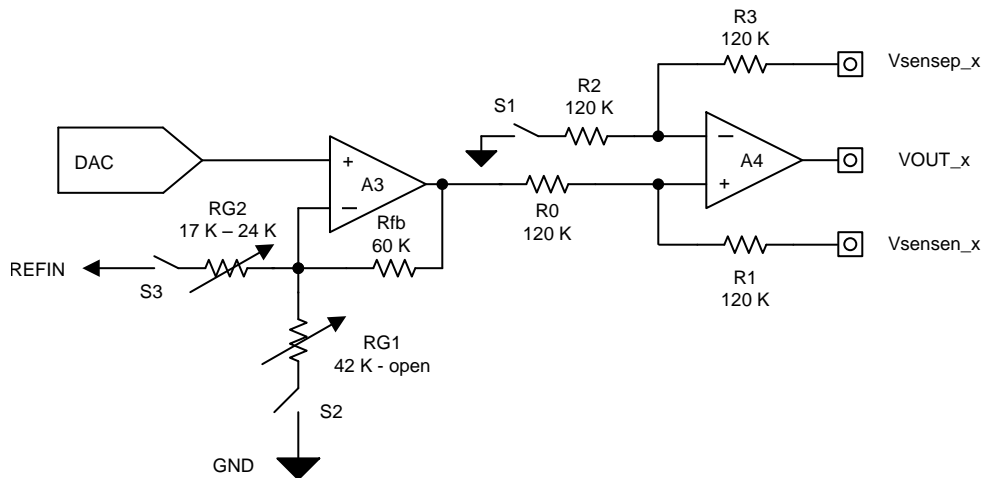 R3
120 K
Vsensep_x
R2
120 K
S1
DAC
+
A3
−
−
A4
+
VOUT_x
RG2
17 K – 24 K
Rfb
60 K
R0
120 K
Vsensen_x
R1
120 K
REFIN
S3
RG1
42 K - open
S2
GND